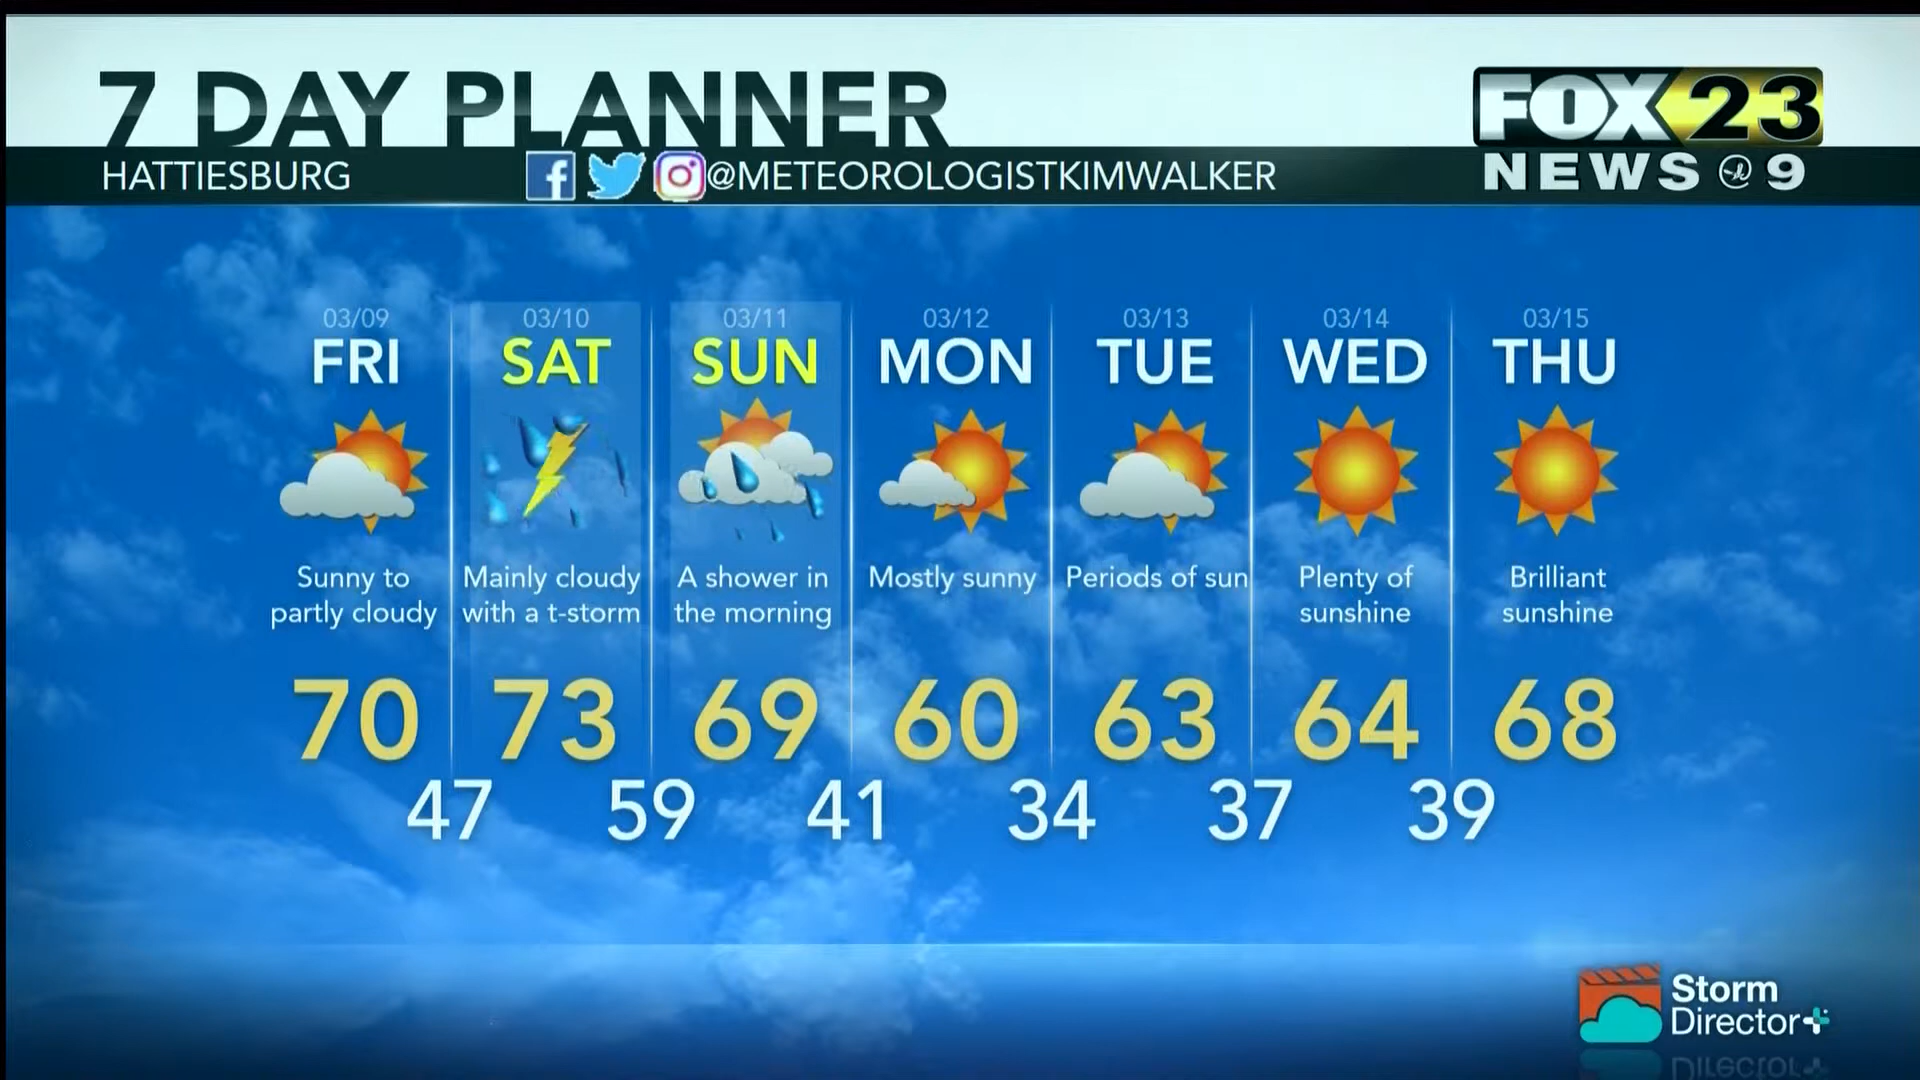 7 DAY PLANNER
FOX 23
NEWS @ 9
HATTIESBURG
@METEOROLOGISTKIMWALKER
03/09 03/10 03/11 03/12 03/13 03/14 03/15
FRI SAT SUN MON TUE WED THU
Sunny to partly cloudy
Mainly cloudy with a t-storm
A shower in the morning
Mostly sunny
Periods of sun
Plenty of sunshine
Brilliant sunshine
70 73 69 60 63 64 68
47 59 41 34 37 39
Storm
Director+